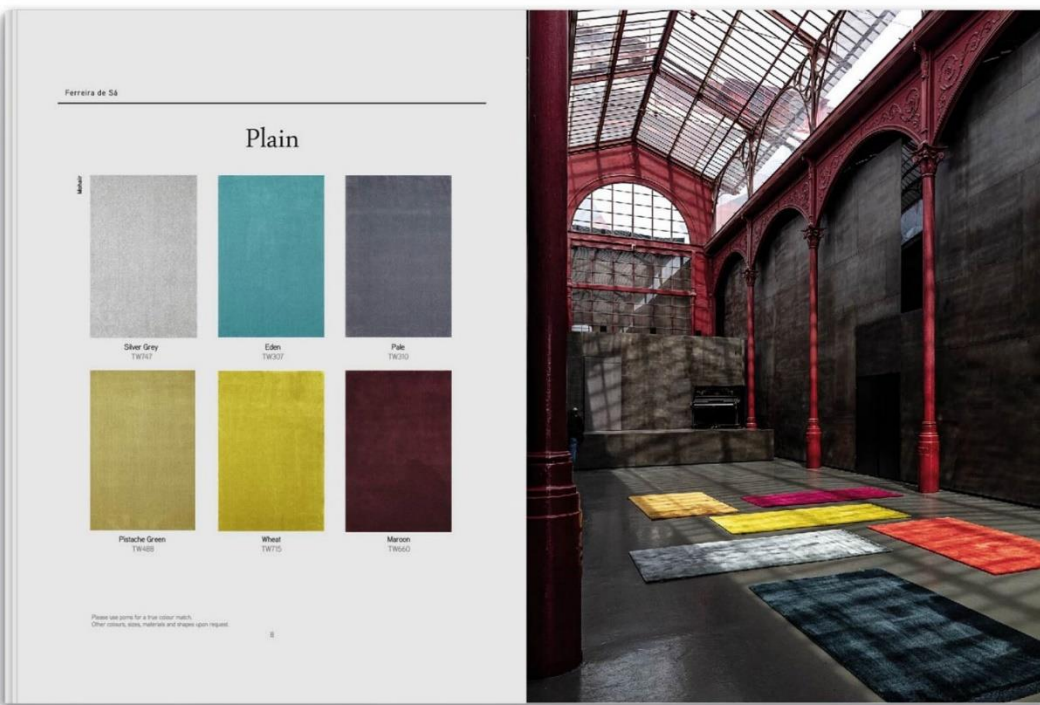 Ferreira de Sá
Plain
Mohair
Silver Grey
TW747
Eden
TW307
Pale
TW310
Pistache Green
TW488
Wheat
TW715
Maroon
TW660
Please use poms for a true colour match.
Other colours, sizes, materials and shapes upon request.
8